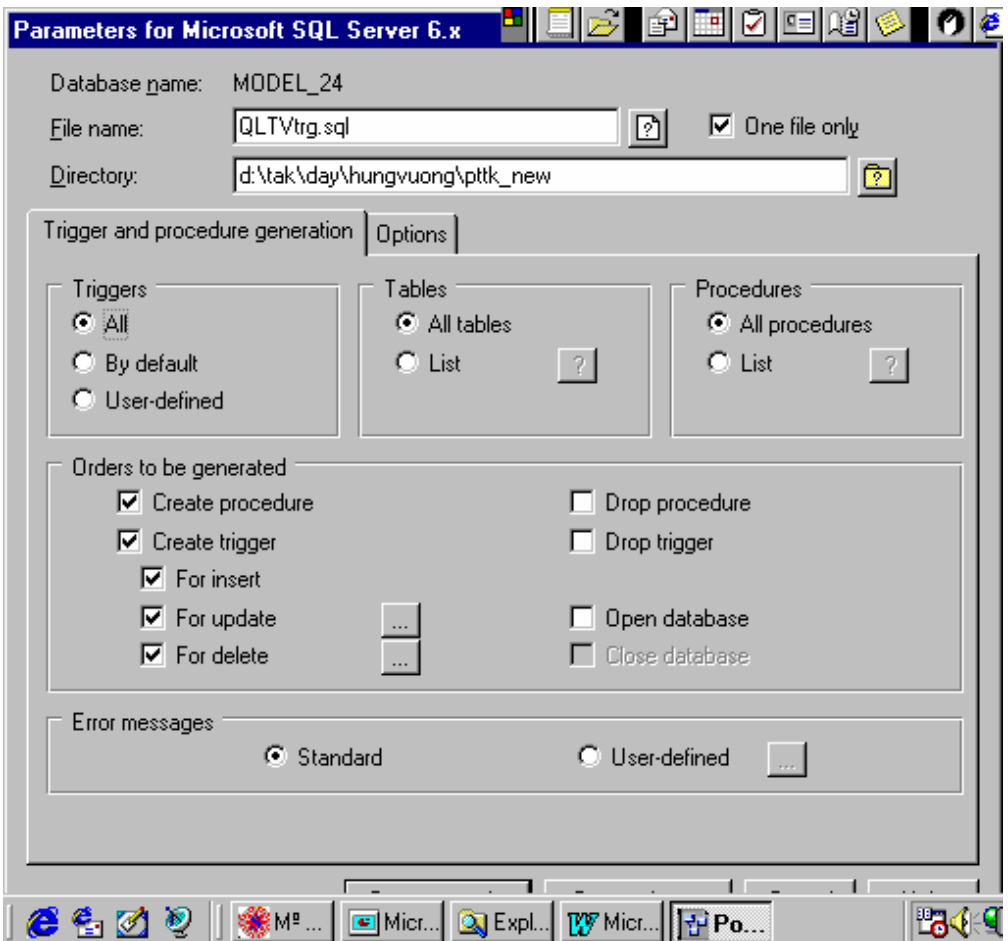 Parameters for Microsoft SQL Server 6.x
Database name: MODEL_24
File name: QLTVtrg.sql ? One file only
Directory: d:\tak\day\hungvuong\pttk_new ?
Trigger and procedure generation Options
Triggers Tables Procedures
All All tables All procedures
By default List ? List ?
User-defined
Orders to be generated
Create procedure Drop procedure
Create trigger Drop trigger
For insert
For update ... Open database
For delete ... Close database
Error messages
Standard User-defined ...
Mº ... Micr... Expl... Micr... Po...